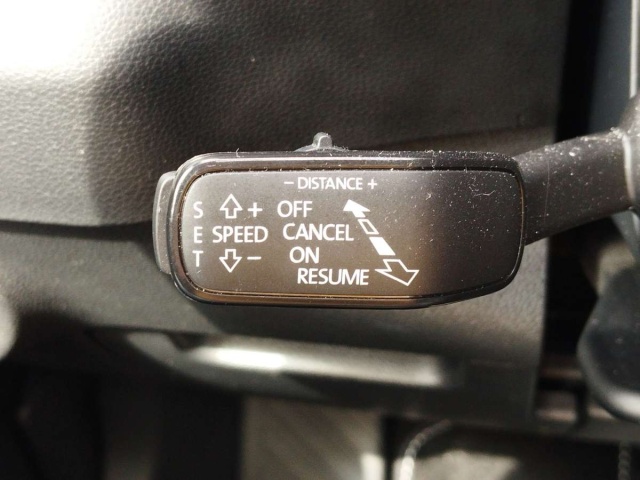 − DISTANCE +
S + OFF
E SPEED CANCEL
T − ON
RESUME